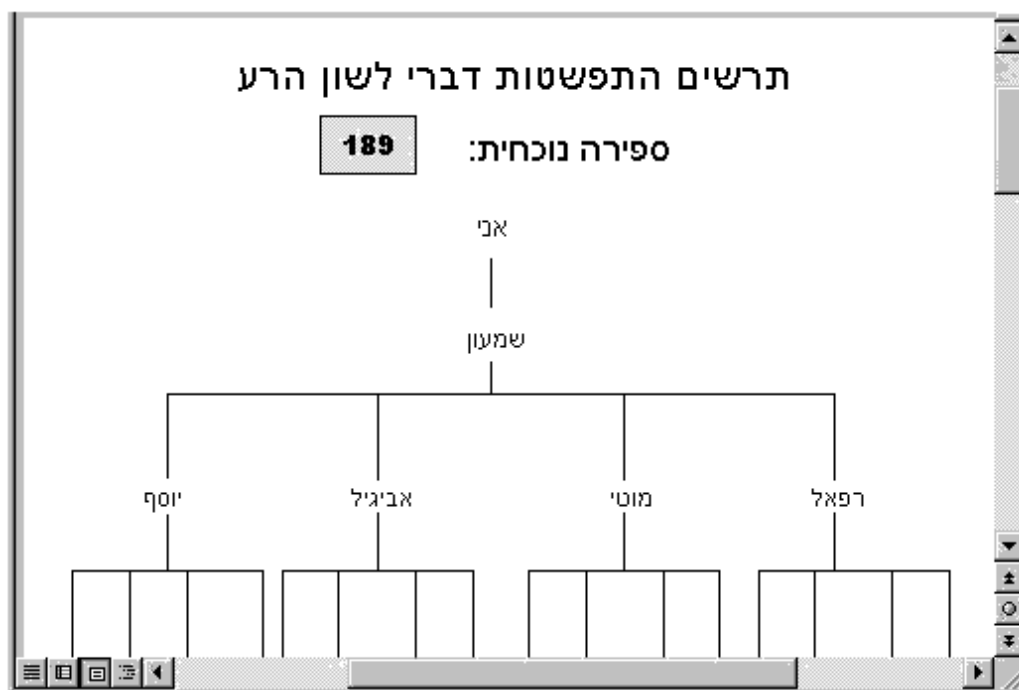 תרשים התפשטות דברי לשון הרע
ספירה נוכחית: 189
אני
שמעון
רפאל מוטי אביגיל יוסף